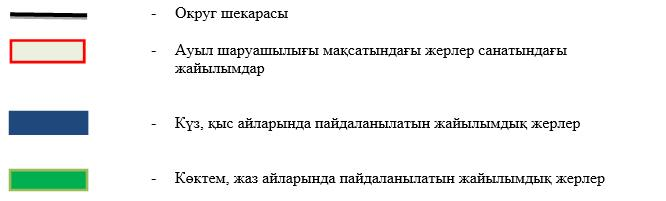 - Округ шекарасы
- Ауыл шаруашылығы мақсатындағы жерлер санатындағы
жайылымдар
- Күз, қыс айларында пайдаланылатын жайылымдық жерлер
- Көктем, жаз айларында пайдаланылатын жайылымдық жерлер